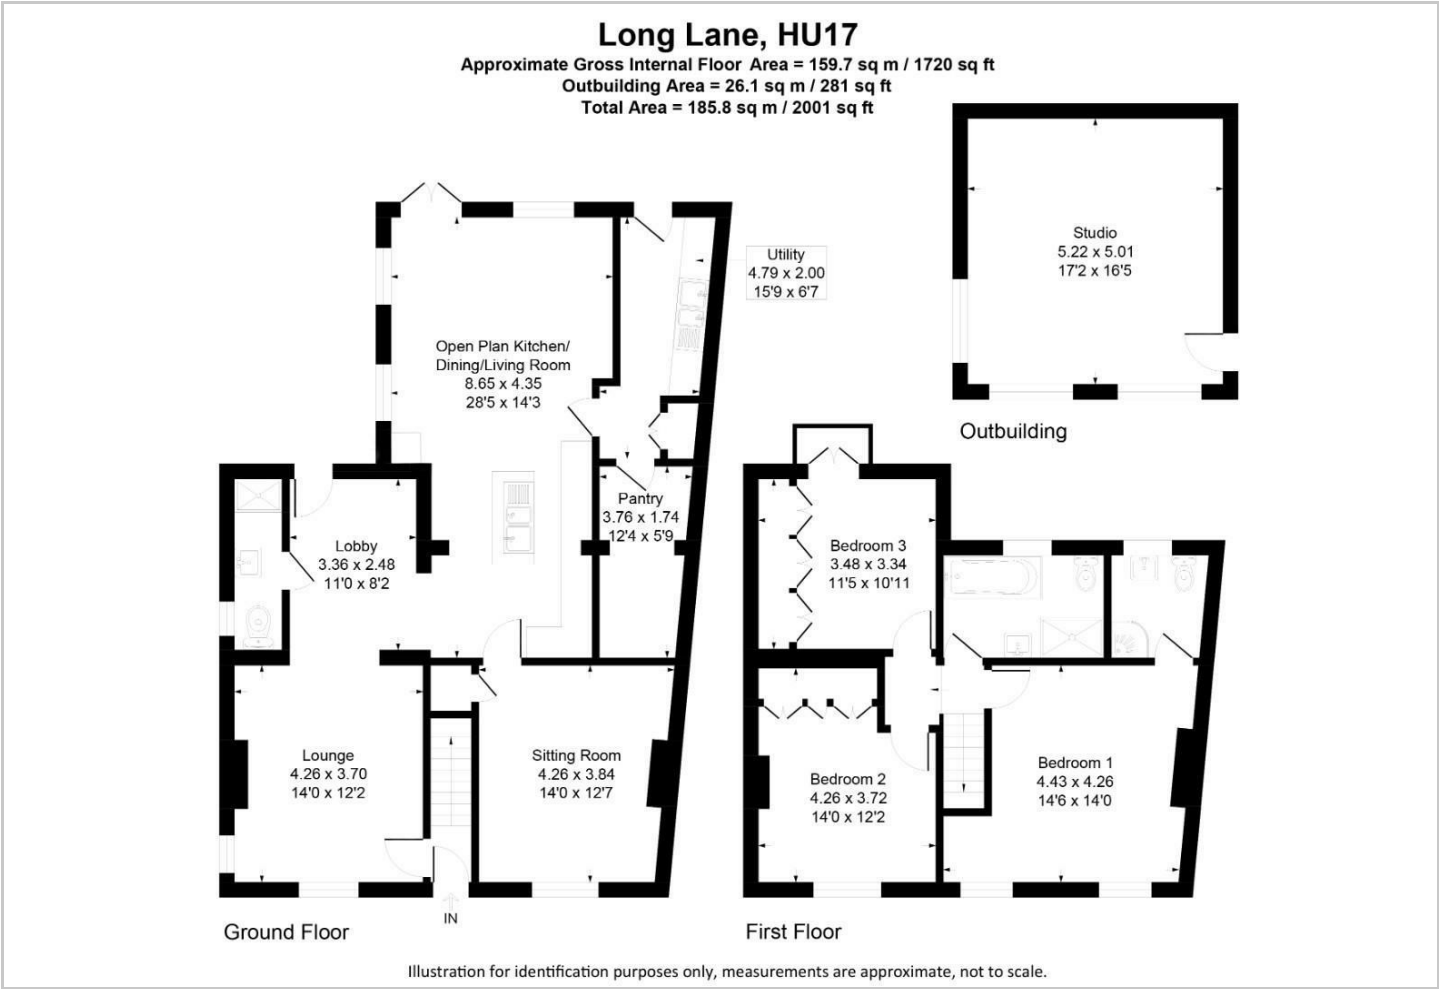 Long Lane, HU17
Approximate Gross Internal Floor Area = 159.7 sq m / 1720 sq ft
Outbuilding Area = 26.1 sq m / 281 sq ft
Total Area = 185.8 sq m / 2001 sq ft
Studio
5.22 x 5.01
17'2 x 16'5
Outbuilding
Utility
4.79 x 2.00
15'9 x 6'7
Open Plan Kitchen/
Dining/Living Room
8.65 x 4.35
28'5 x 14'3
Pantry
3.76 x 1.74
12'4 x 5'9
Lobby
3.36 x 2.48
11'0 x 8'2
Lounge
4.26 x 3.70
14'0 x 12'2
Sitting Room
4.26 x 3.84
14'0 x 12'7
IN
Ground Floor
Bedroom 3
3.48 x 3.34
11'5 x 10'11
Bedroom 2
4.26 x 3.72
14'0 x 12'2
Bedroom 1
4.43 x 4.26
14'6 x 14'0
First Floor
Illustration for identification purposes only, measurements are approximate, not to scale.